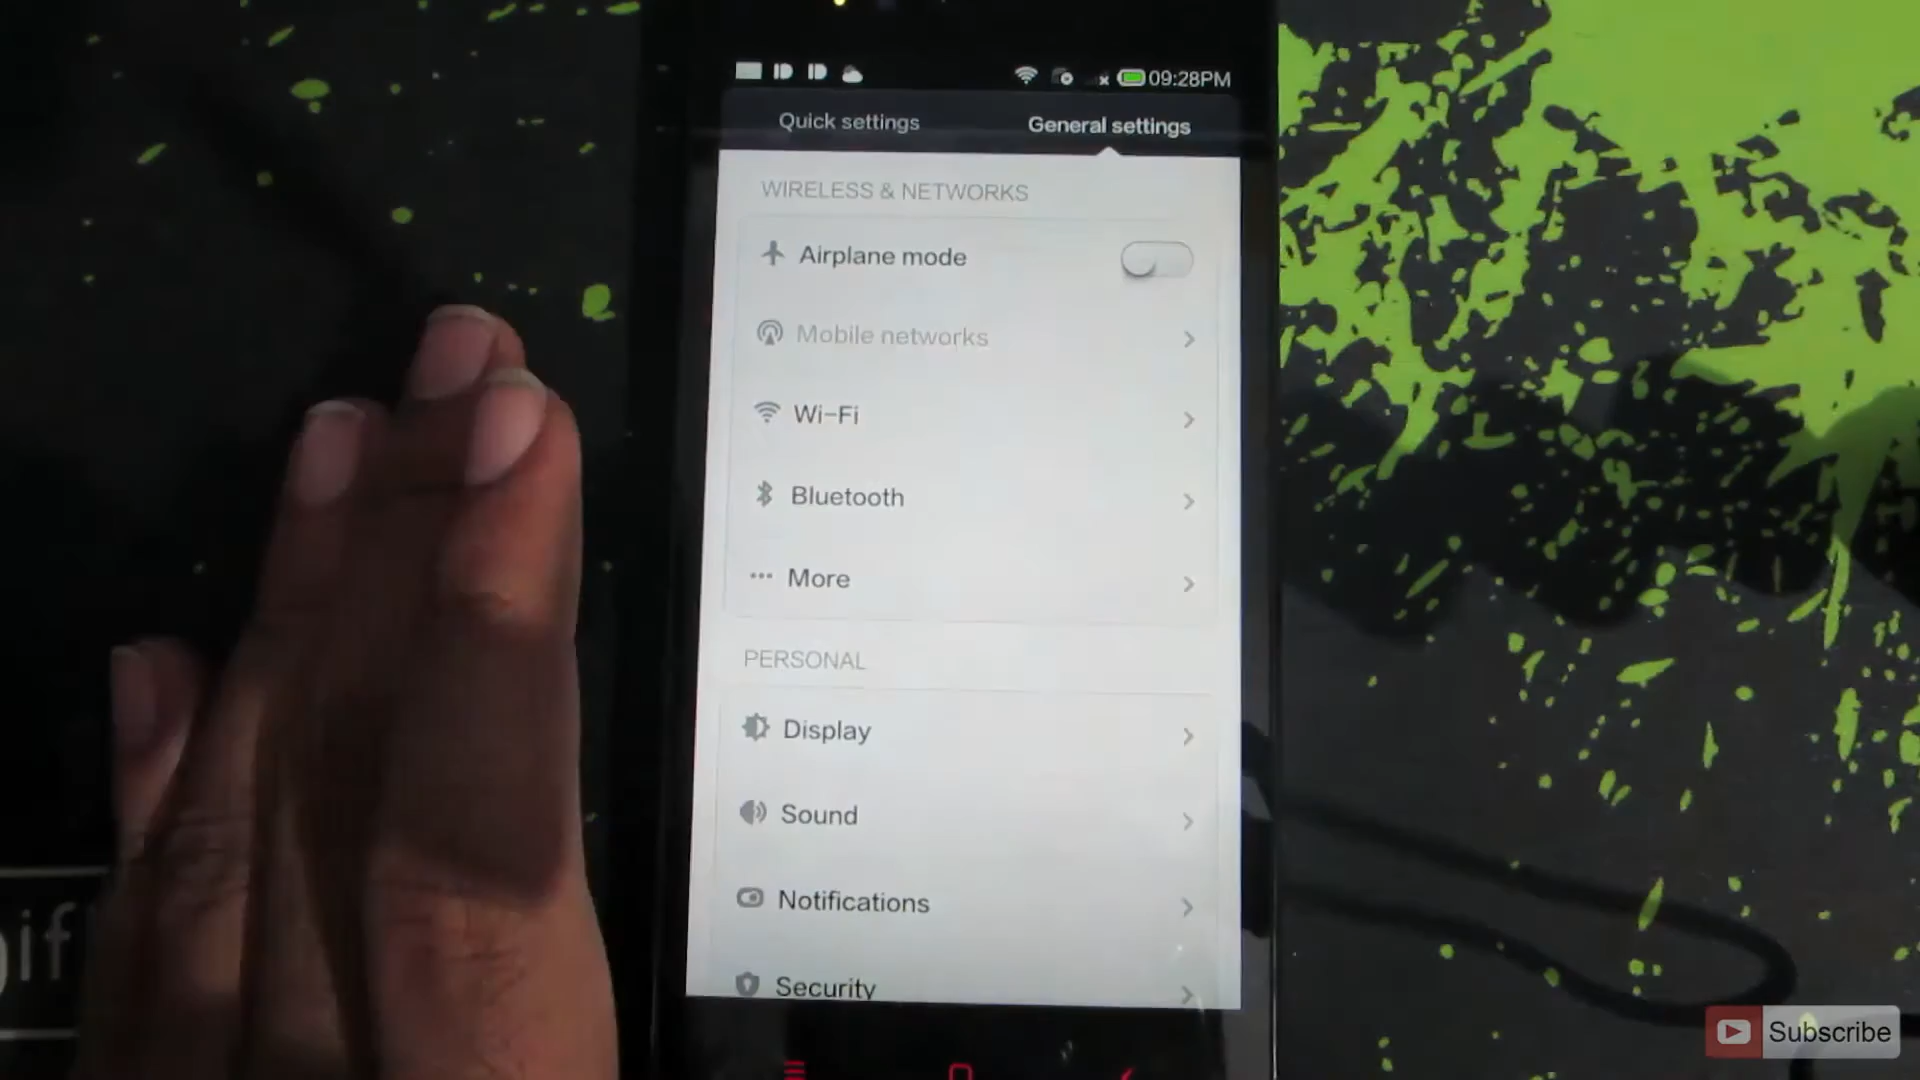 09:28PM
Quick settings
General settings
WIRELESS & NETWORKS
Airplane mode
Mobile networks
Wi-Fi
Bluetooth
More
PERSONAL
Display
Sound
Notifications
Security
Subscribe